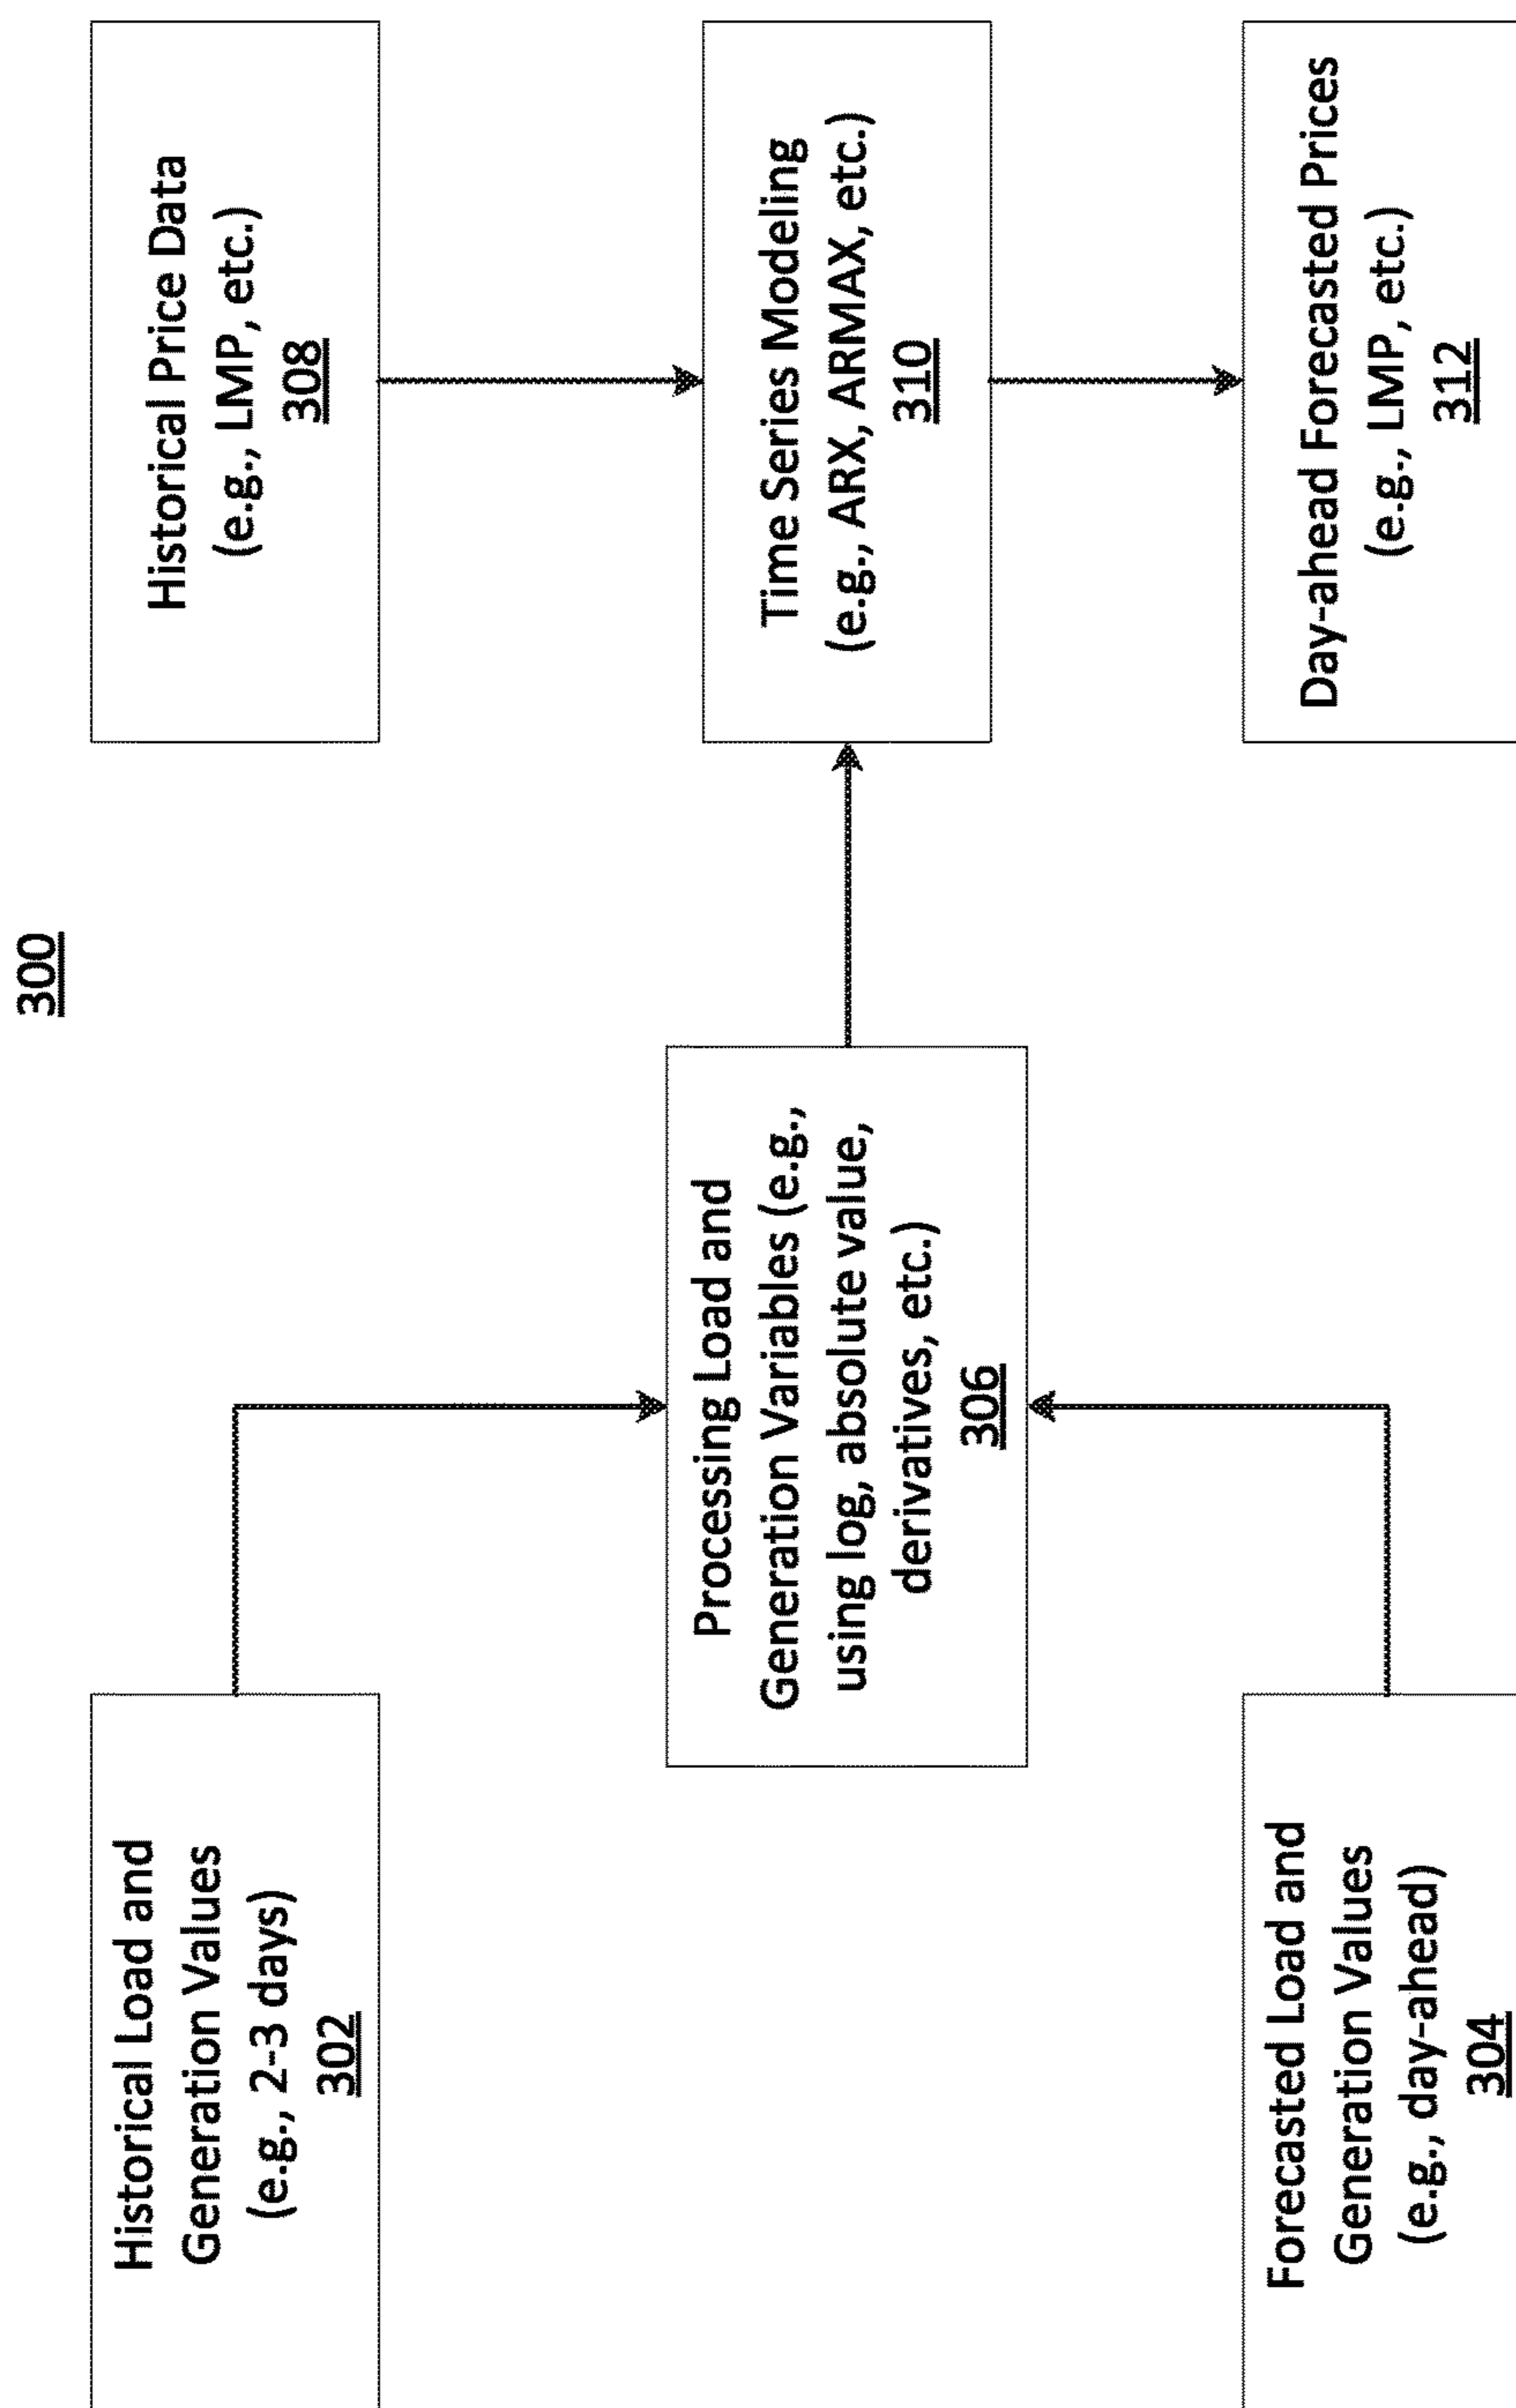 300
Historical Load and
Generation Values
(e.g., 2-3 days)
302
Forecasted Load and
Generation Values
(e.g., day-ahead)
304
Processing Load and
Generation Variables (e.g.,
using log, absolute value,
derivatives, etc.)
306
Historical Price Data
(e.g., LMP, etc.)
308
Time Series Modeling
(e.g., ARX, ARMAX, etc.)
310
Day-ahead Forecasted Prices
(e.g., LMP, etc.)
312